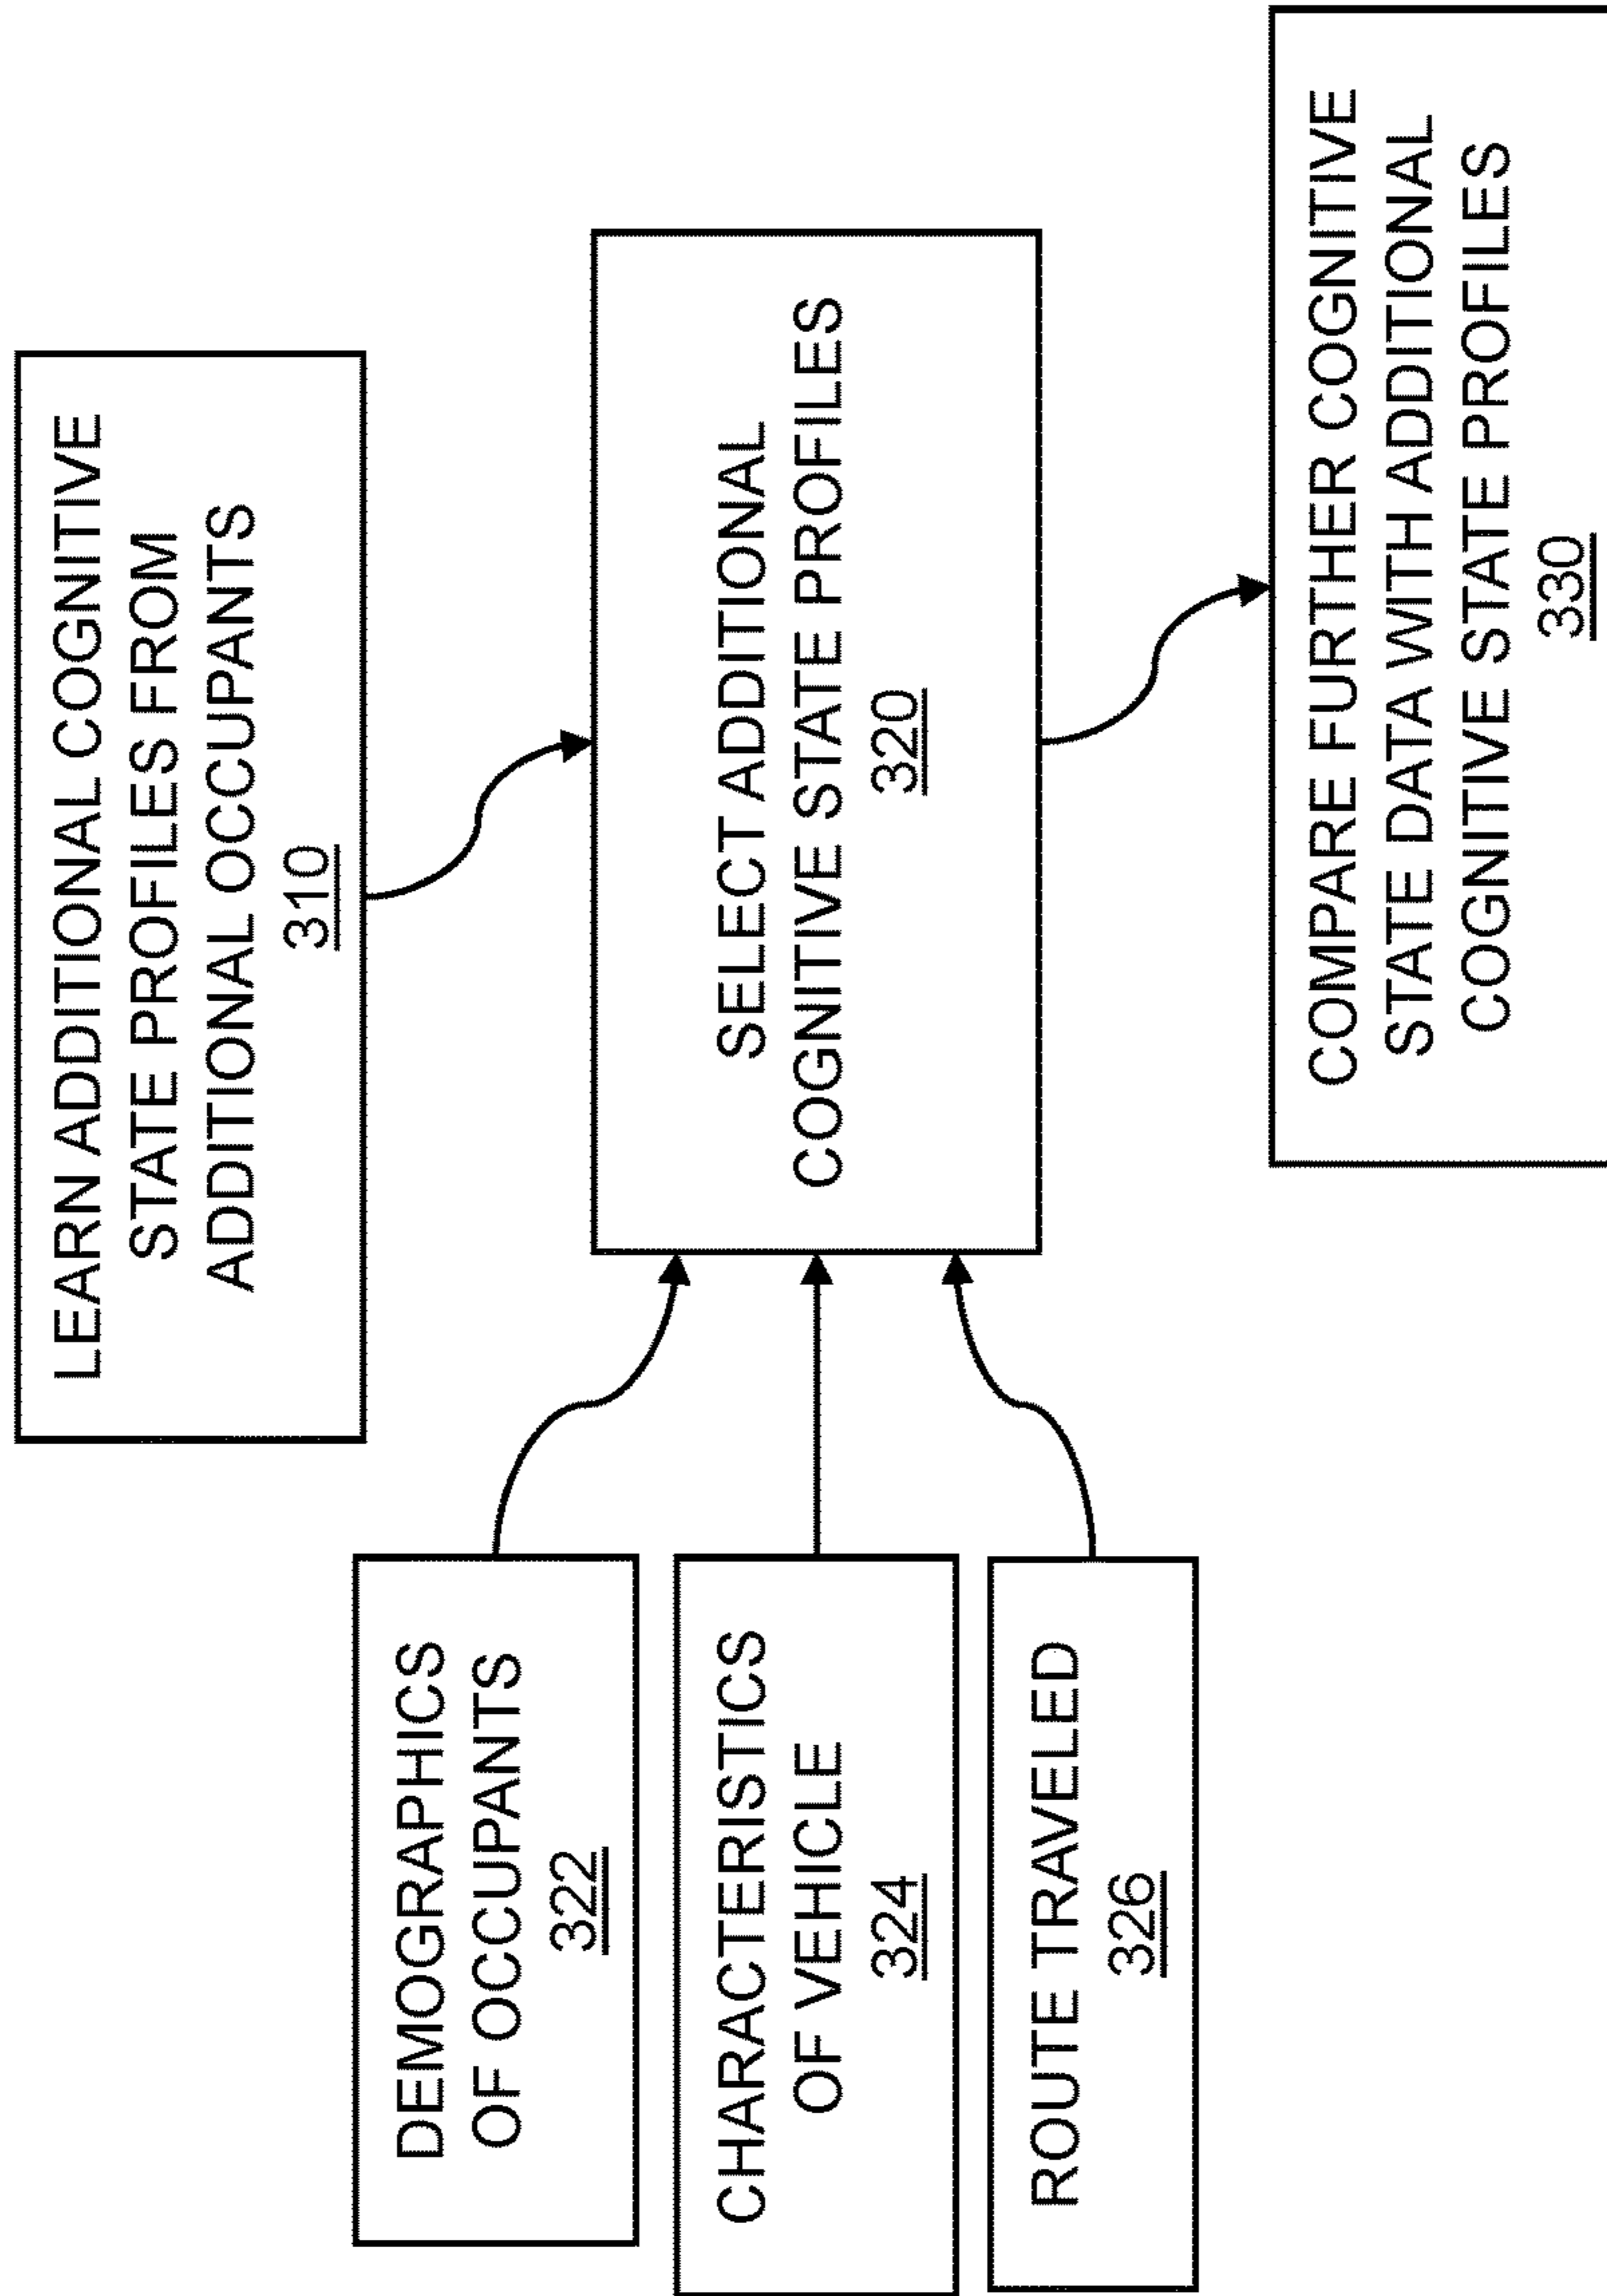 LEARN ADDITIONAL COGNITIVE
STATE PROFILES FROM
ADDITIONAL OCCUPANTS
310
DEMOGRAPHICS
OF OCCUPANTS
322
CHARACTERISTICS
OF VEHICLE
324
ROUTE TRAVELED
326
SELECT ADDITIONAL
COGNITIVE STATE PROFILES
320
COMPARE FURTHER COGNITIVE
STATE DATA WITH ADDITIONAL
COGNITIVE STATE PROFILES
330